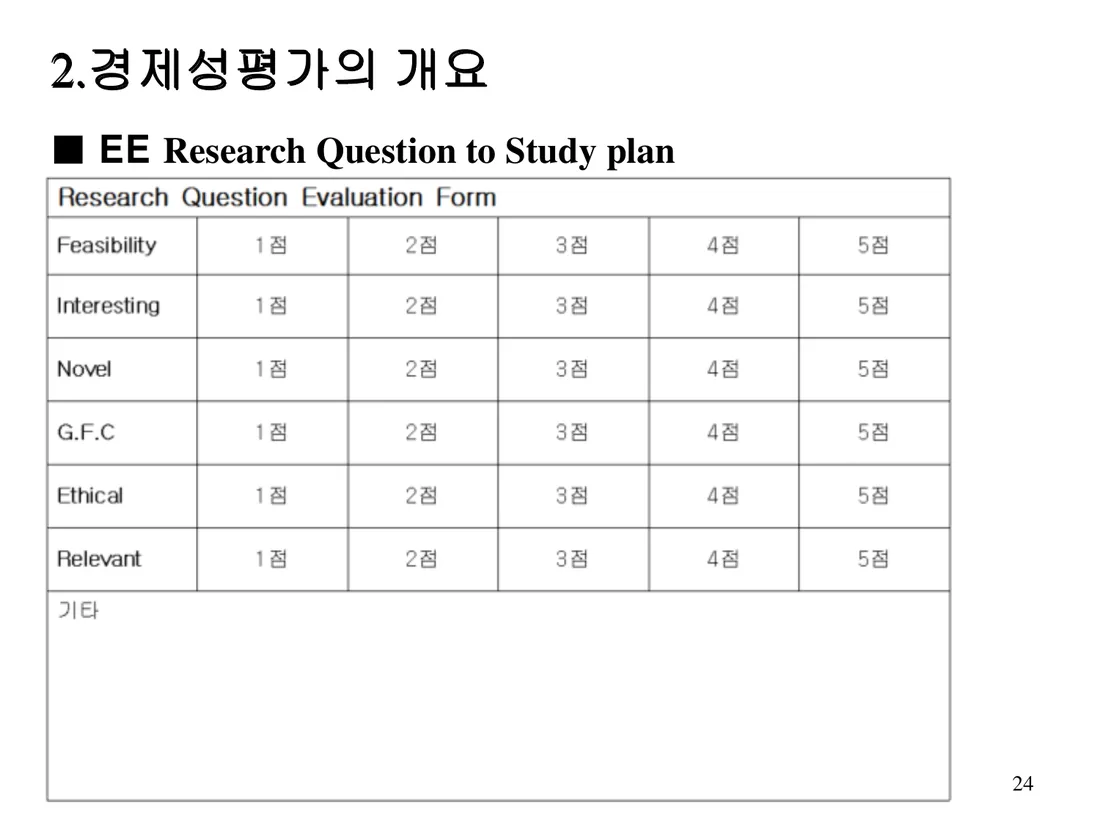 2.경제성평가의 개요
■ EE Research Question to Study plan
Research Question Evaluation Form
Feasibility 1점 2점 3점 4점 5점
Interesting 1점 2점 3점 4점 5점
Novel 1점 2점 3점 4점 5점
G.F.C 1점 2점 3점 4점 5점
Ethical 1점 2점 3점 4점 5점
Relevant 1점 2점 3점 4점 5점
기타
24